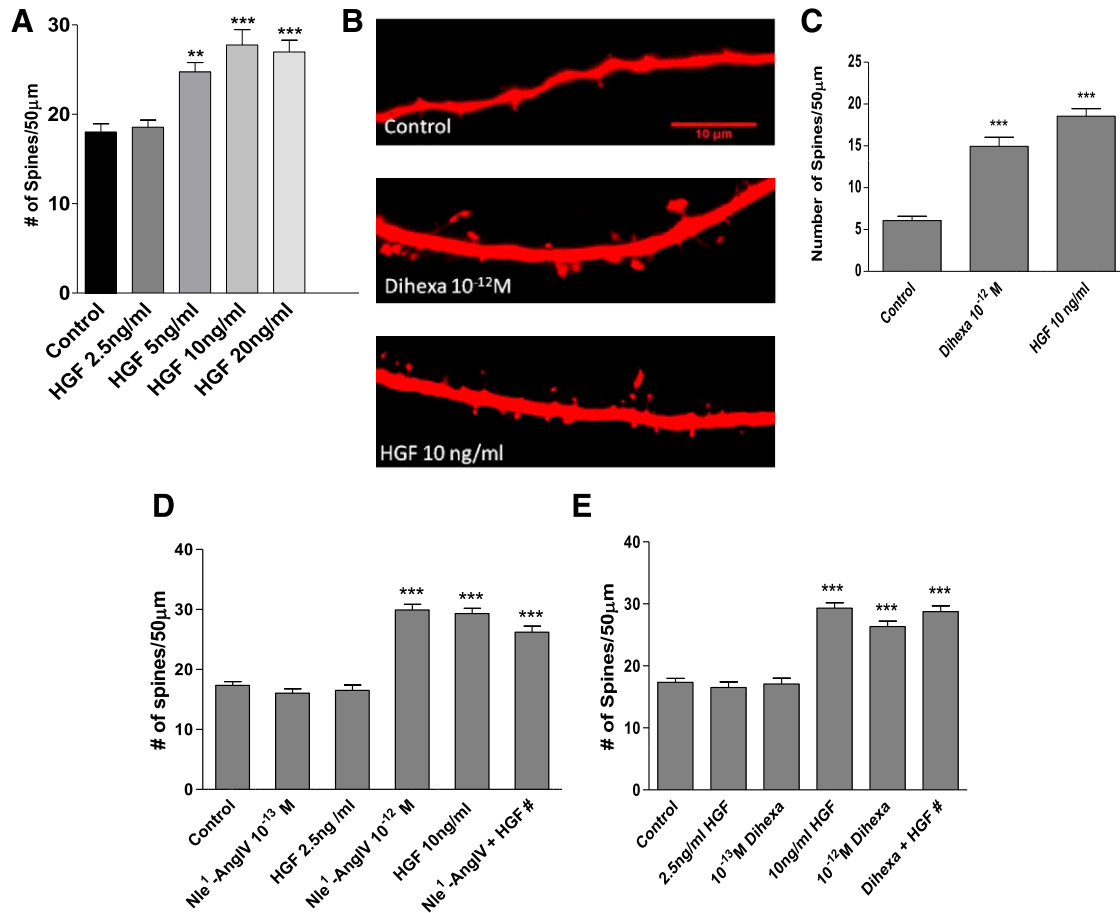 A
# of Spines/50μm
30
20
10
0
**
***
***
Control
HGF 2.5ng/ml
HGF 5ng/ml
HGF 10ng/ml
HGF 20ng/ml
B
Control
10 μm
Dihexa 10⁻¹²M
HGF 10 ng/ml
C
Number of Spines/50μm
25
20
15
10
5
0
***
***
Control
Dihexa 10⁻¹² M
HGF 10 ng/ml
D
# of spines/50μm
40
30
20
10
0
***
***
***
Control
Nle¹-AngIV 10⁻¹³ M
HGF 2.5ng /ml
Nle¹-AngIV 10⁻¹² M
HGF 10ng/ml
Nle¹-AngIV + HGF #
E
# of Spines/50μm
40
30
20
10
0
***
***
***
Control
2.5ng/ml HGF
10⁻¹³M Dihexa
10ng/ml HGF
10⁻¹²M Dihexa
Dihexa + HGF #